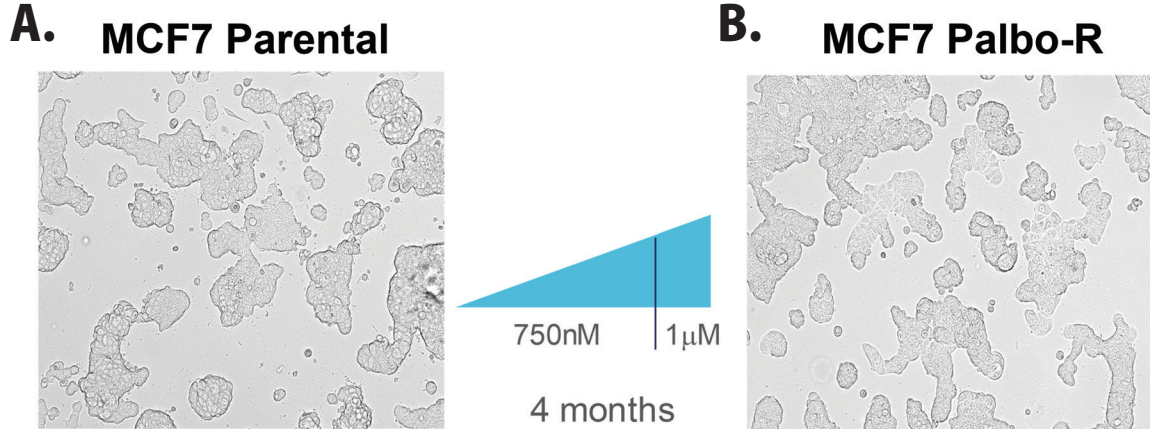 A. MCF7 Parental
B. MCF7 Palbo-R
750nM 1μM
4 months